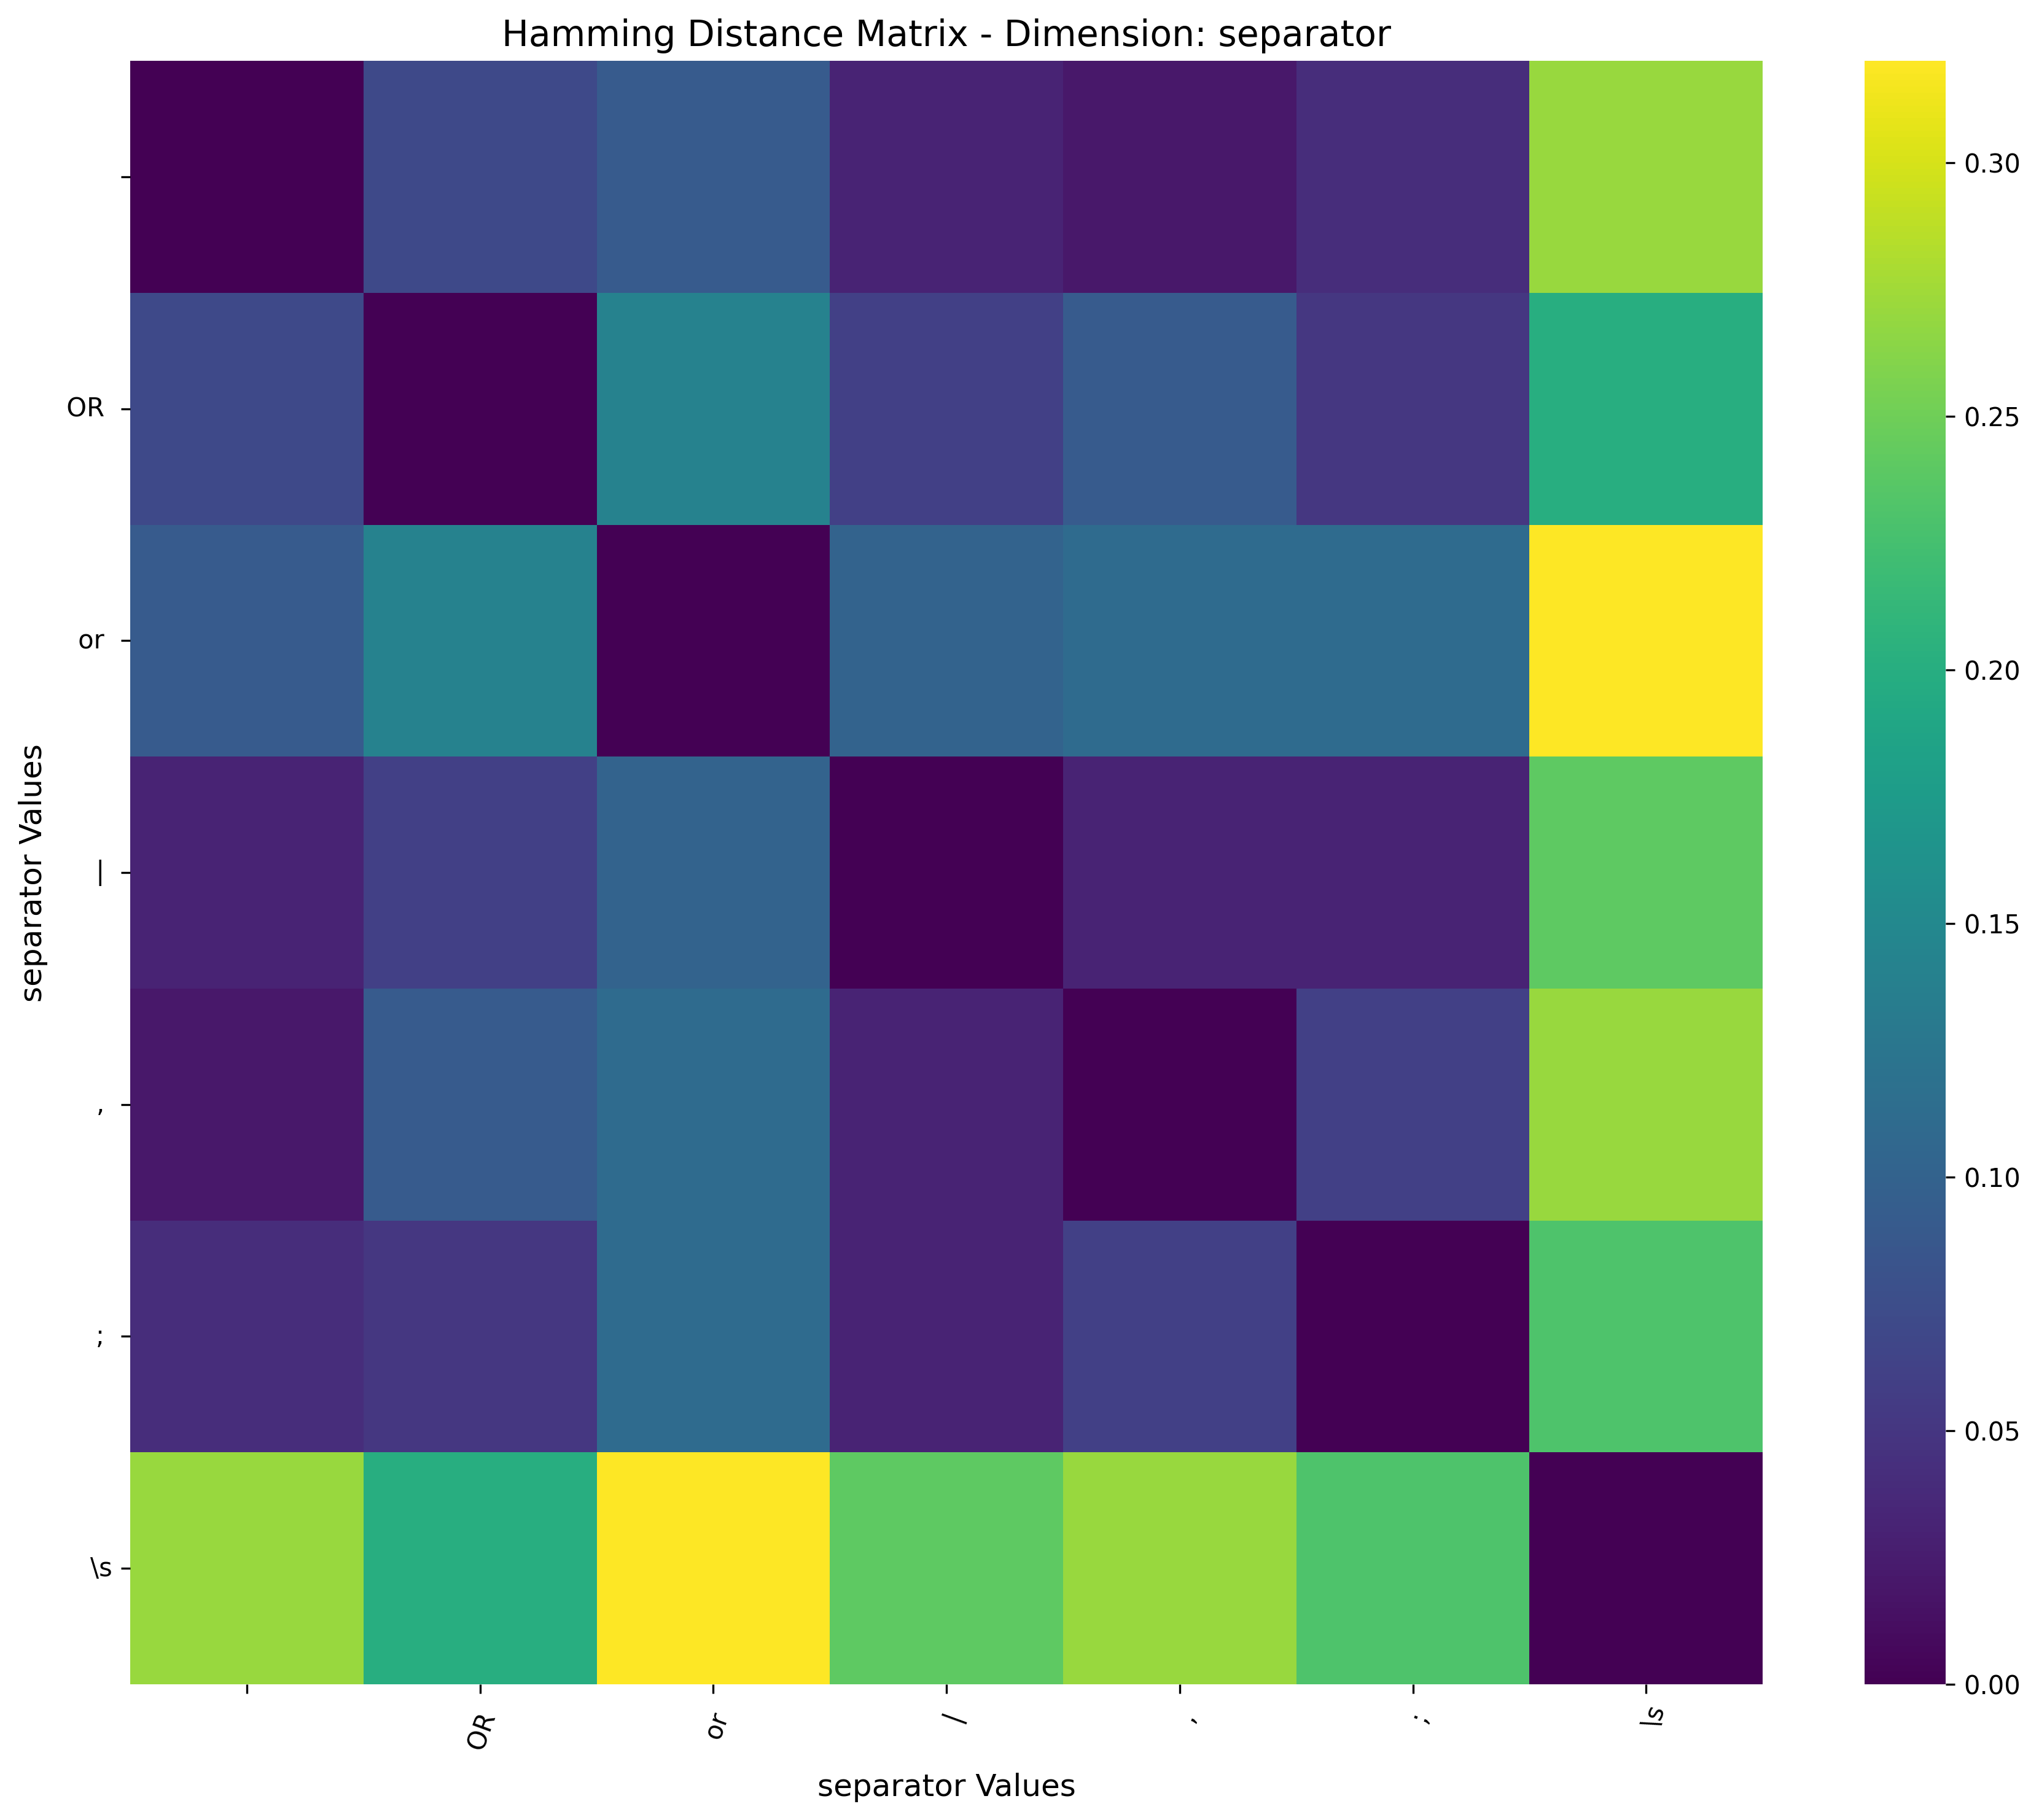 Hamming Distance Matrix - Dimension: separator
separator Values
OR
or
|
,
;
\s
OR
or
|
,
;
\s
separator Values
0.30
0.25
0.20
0.15
0.10
0.05
0.00